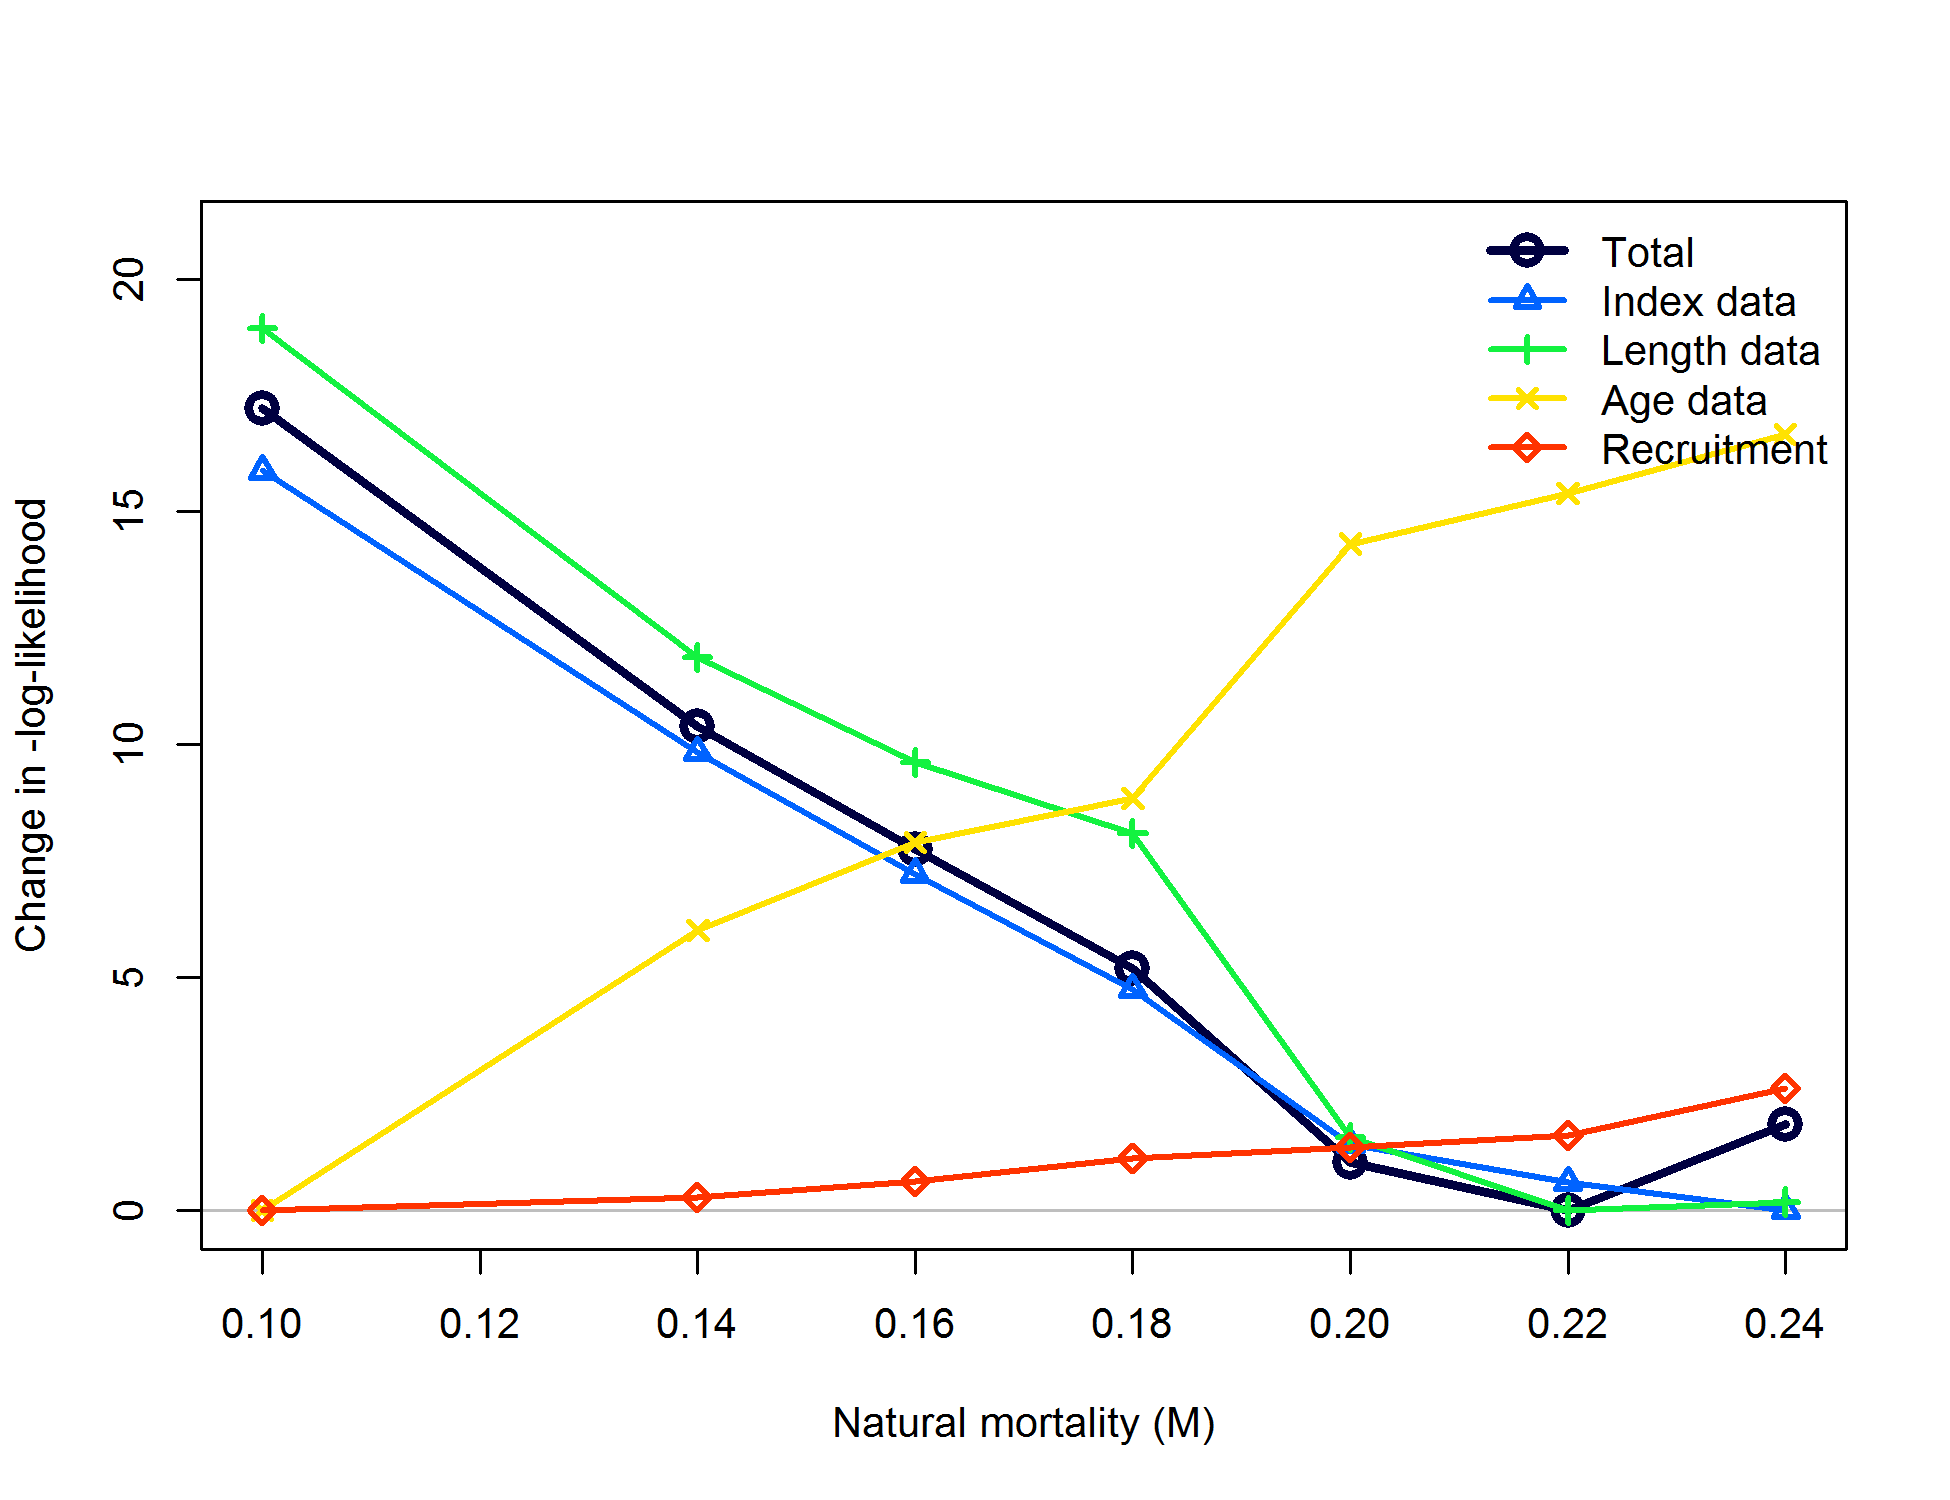 Total
Index data
Length data
Age data
Recruitment
20
15
10
5
0
Change in -log-likelihood
0.10 0.12 0.14 0.16 0.18 0.20 0.22 0.24
Natural mortality (M)